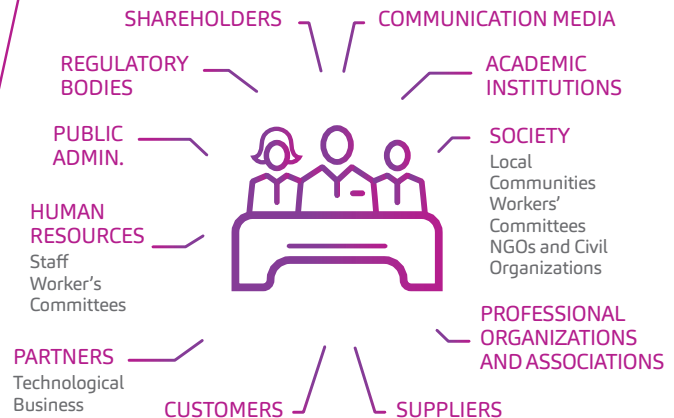 SHAREHOLDERS
COMMUNICATION MEDIA
REGULATORY
BODIES
ACADEMIC
INSTITUTIONS
PUBLIC
ADMIN.
SOCIETY
Local
Communities
Workers'
Committees
NGOs and Civil
Organizations
HUMAN
RESOURCES
Staff
Worker's
Committees
PROFESSIONAL
ORGANIZATIONS
AND ASSOCIATIONS
PARTNERS
Technological
Business
CUSTOMERS
SUPPLIERS